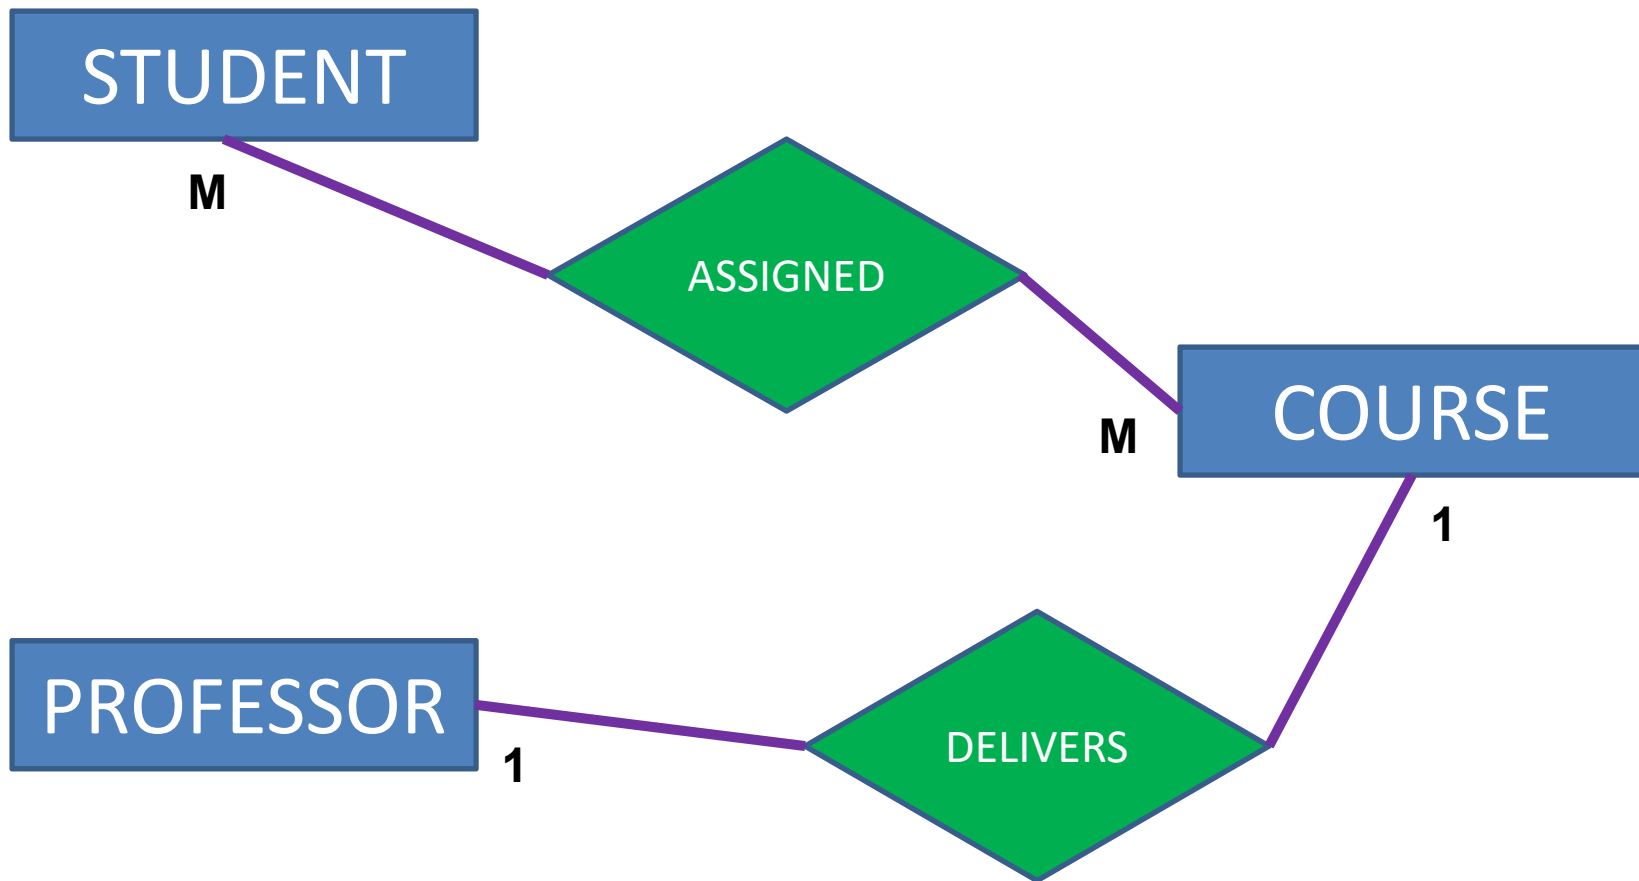 STUDENT
M
ASSIGNED
COURSE
M
1
PROFESSOR
1
DELIVERS